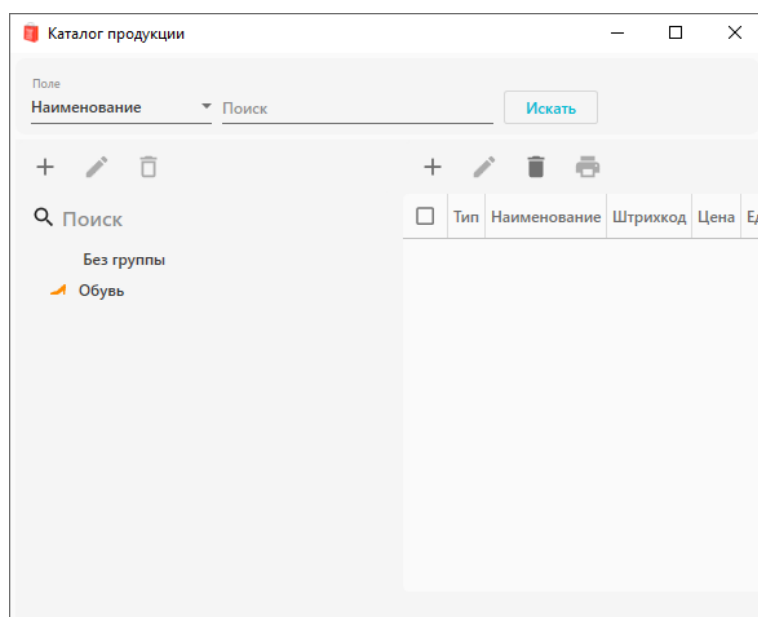 Каталог продукции
Поле
Наименование Поиск Искать
Поиск
Тип Наименование Штрихкод Цена
Без группы
Обувь